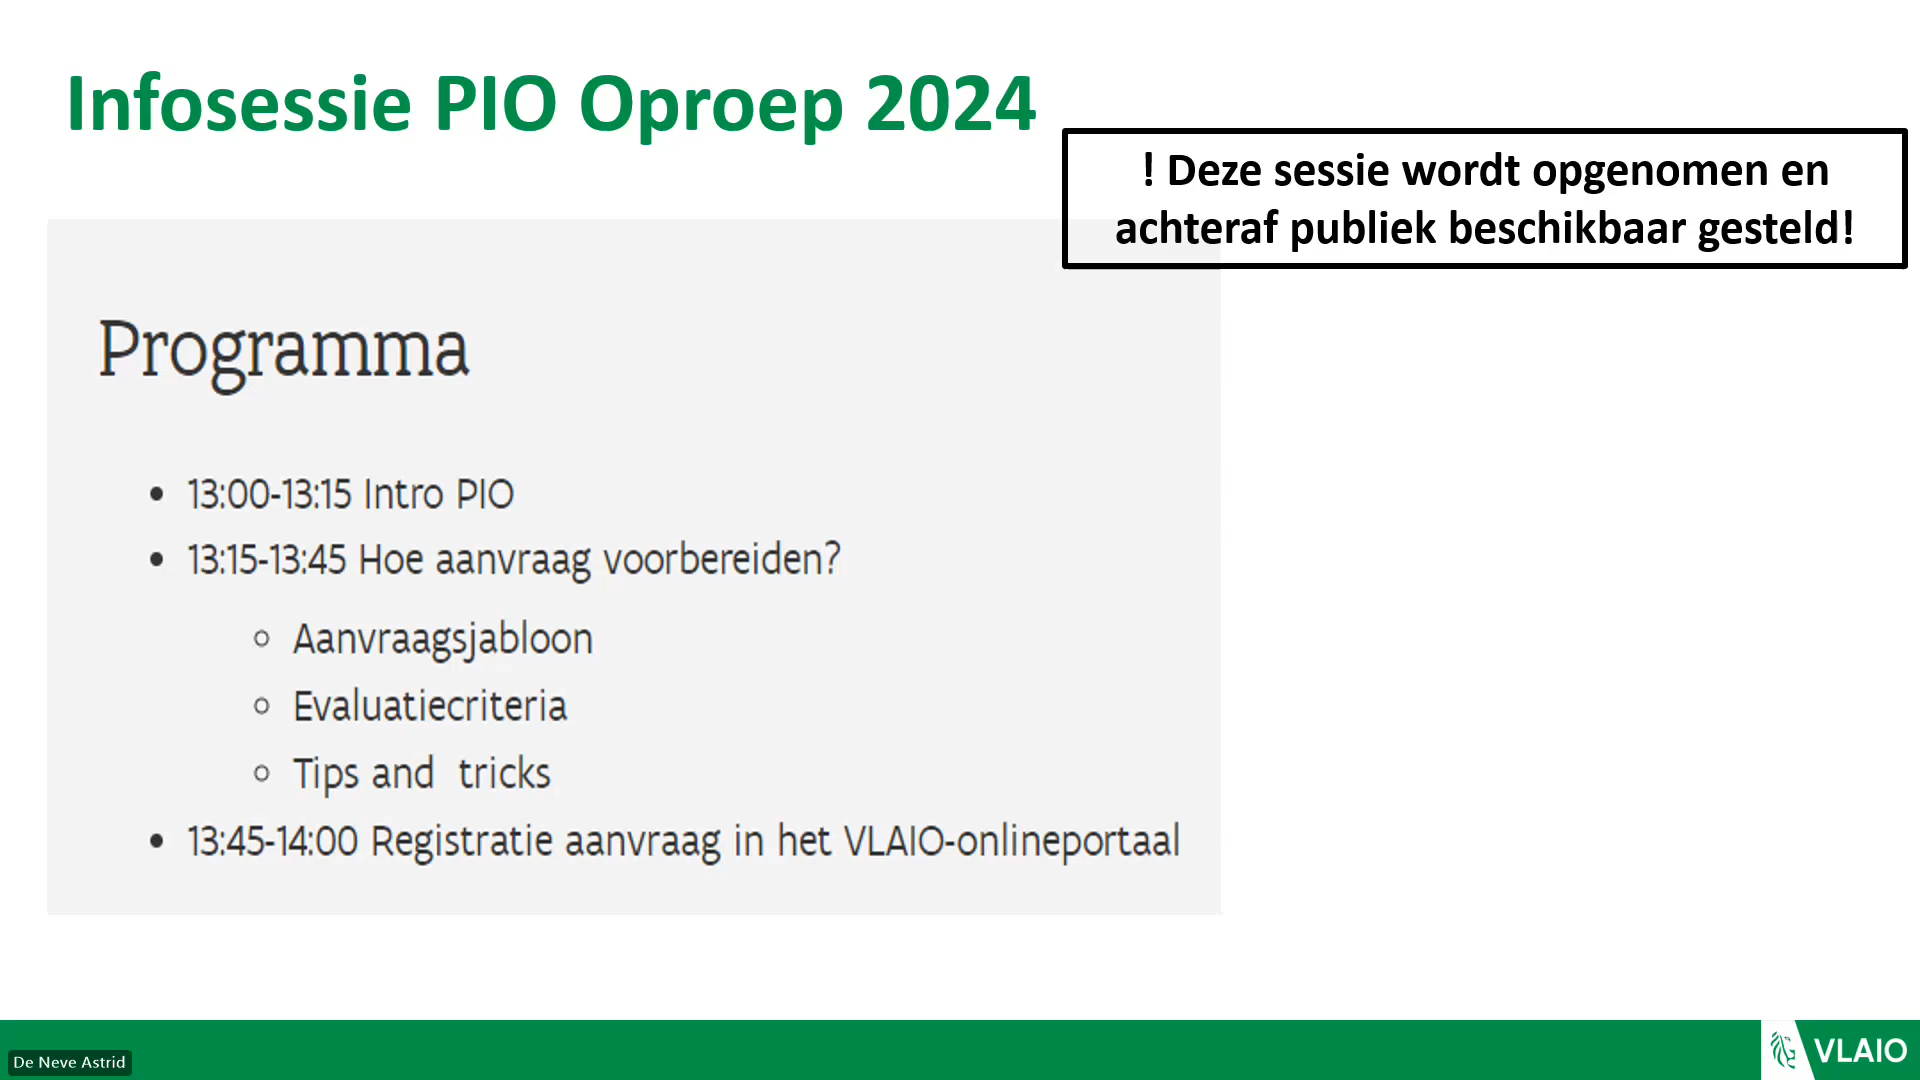 Infosessie PIO Oproep 2024
! Deze sessie wordt opgenomen en
achteraf publiek beschikbaar gesteld!
Programma
• 13:00-13:15 Intro PIO
• 13:15-13:45 Hoe aanvraag voorbereiden?
○ Aanvraagsjabloon
○ Evaluatiecriteria
○ Tips and  tricks
• 13:45-14:00 Registratie aanvraag in het VLAIO-onlineportaal
De Neve Astrid
VLAIO